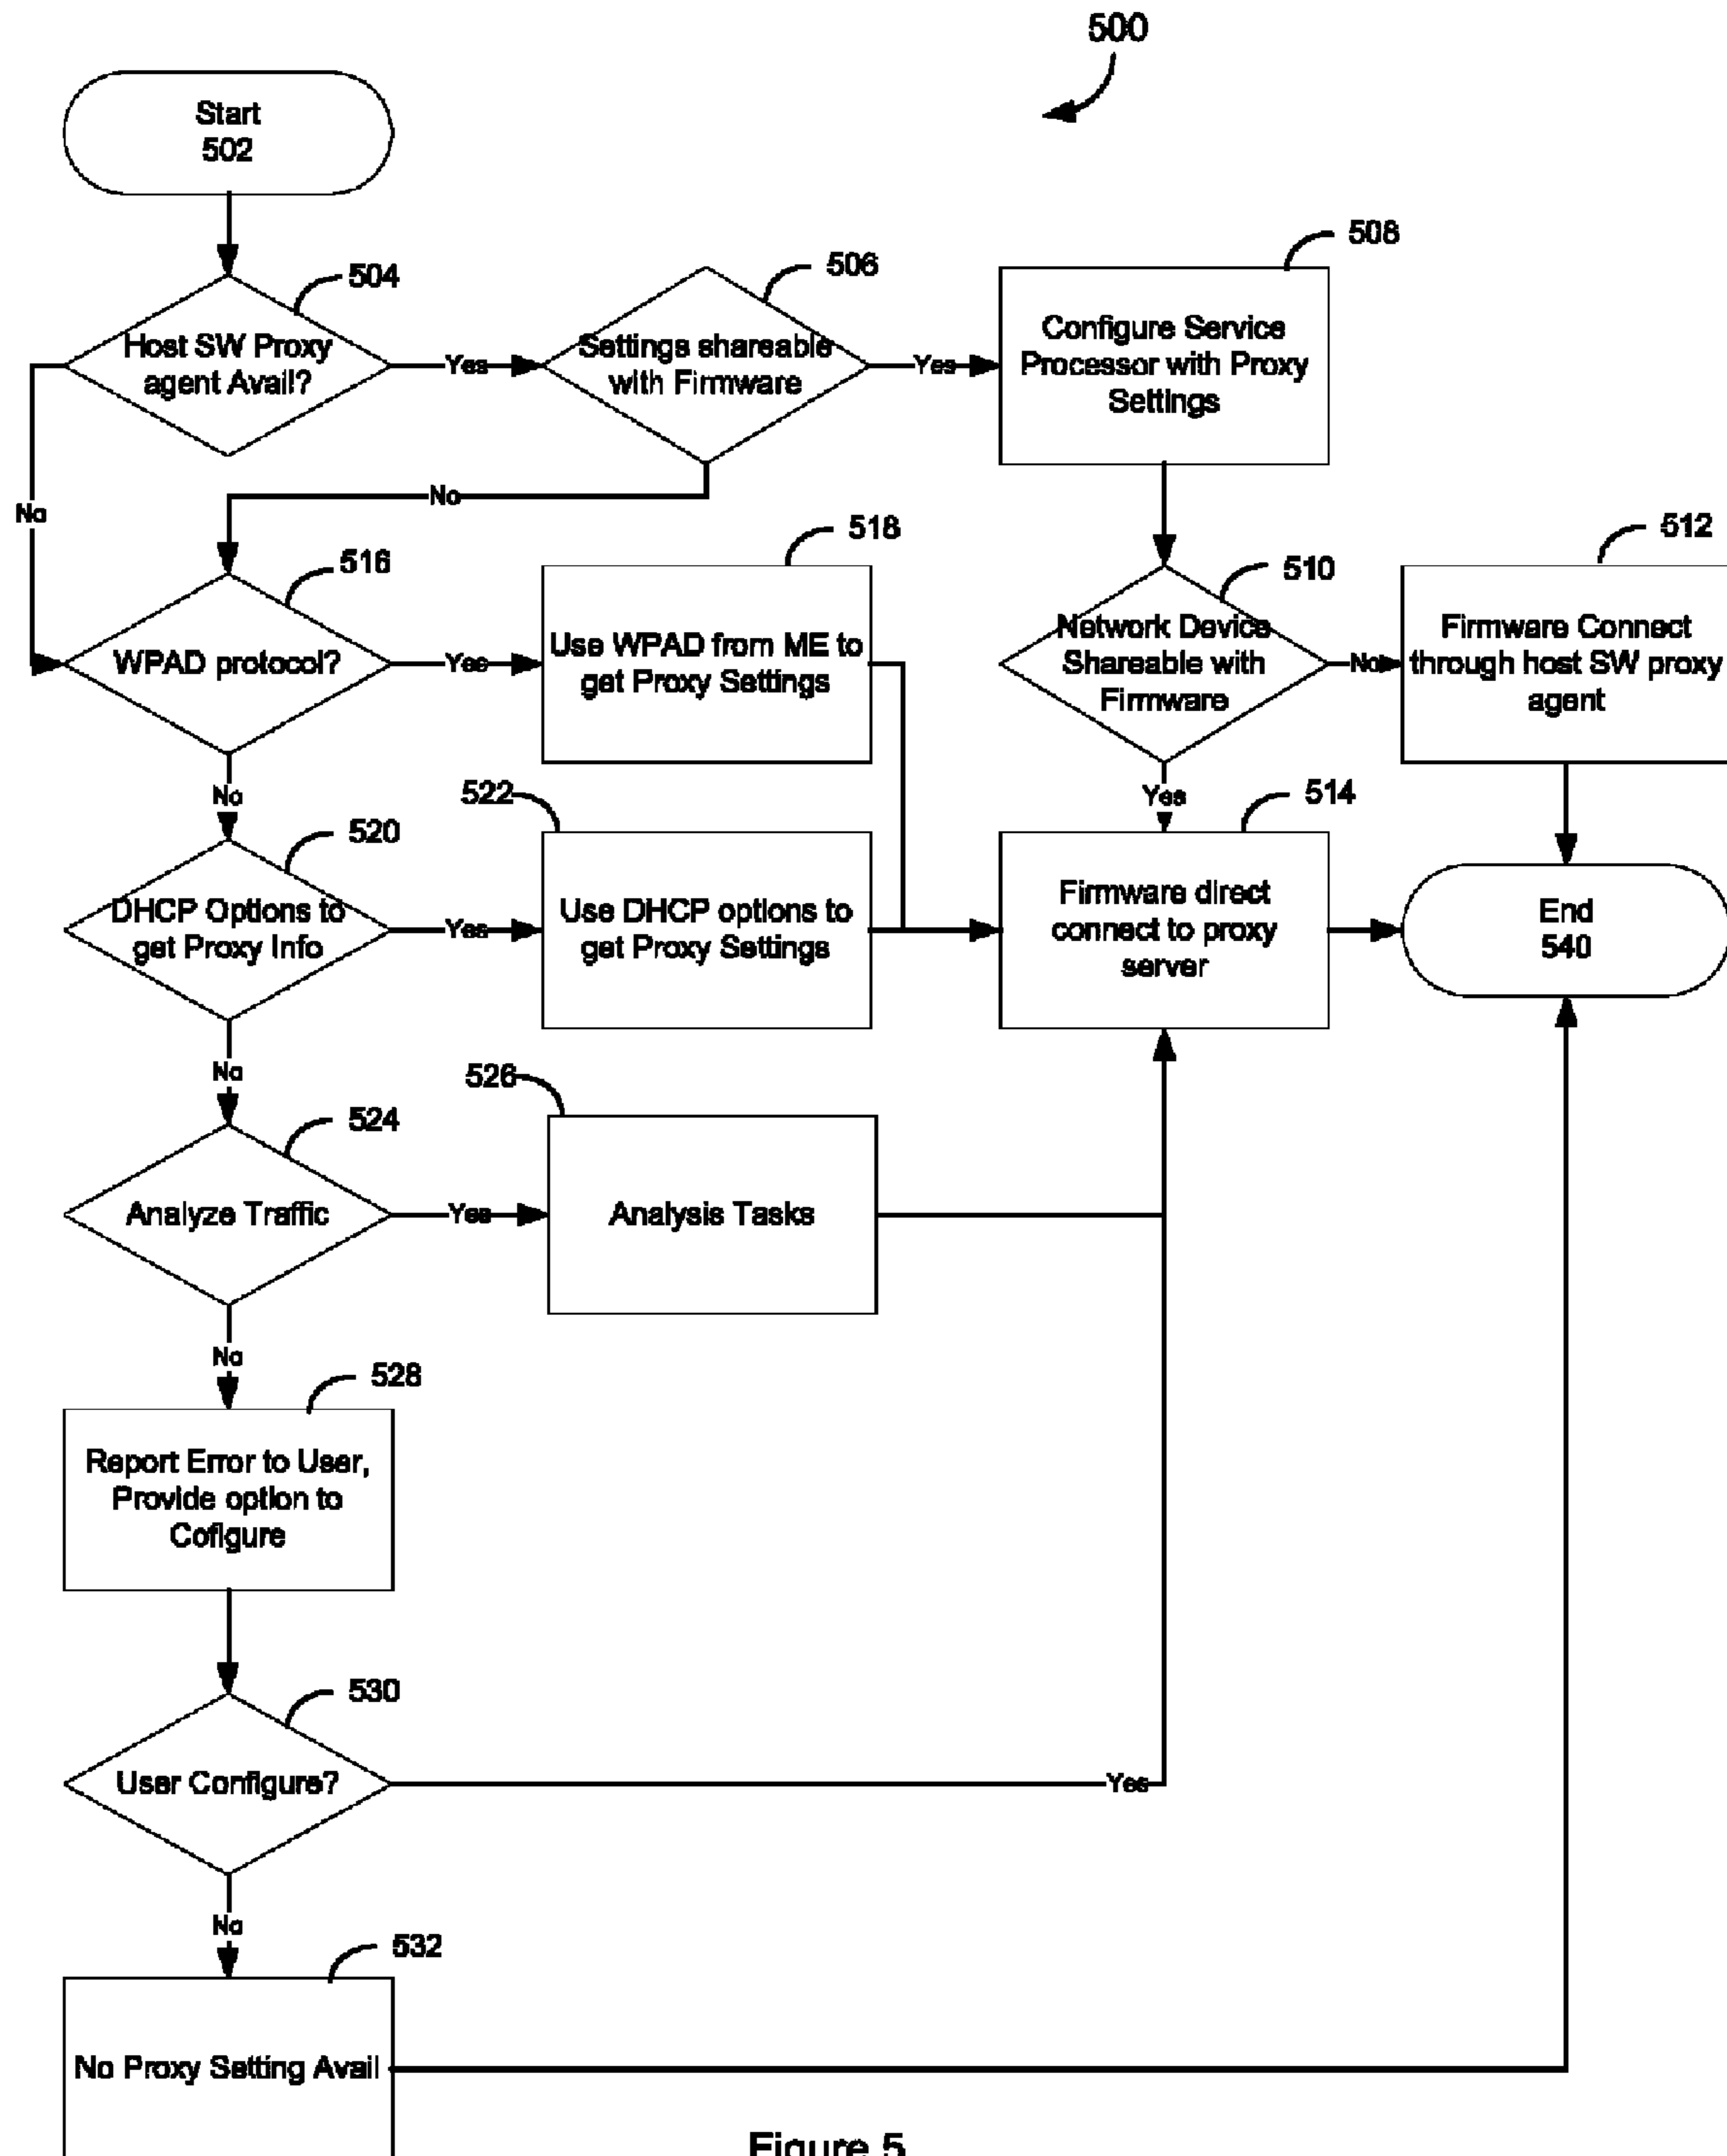 500
Start
502
504
Host SW Proxy
agent Avail?
Yes
No
506
Settings shareable
with Firmware
Yes
No
508
Configure Service
Processor with Proxy
Settings
510
Network Device
Shareable with
Firmware
No
Yes
512
Firmware Connect
through host SW proxy
agent
516
WPAD protocol?
Yes
No
518
Use WPAD from ME to
get Proxy Settings
520
DHCP Options to
get Proxy Info
Yes
No
522
Use DHCP options to
get Proxy Settings
514
Firmware direct
connect to proxy
server
End
540
524
Analyze Traffic
Yes
No
526
Analysis Tasks
528
Report Error to User,
Provide option to
Cofigure
530
User Configure?
Yes
No
532
No Proxy Setting Avail
Figure 5